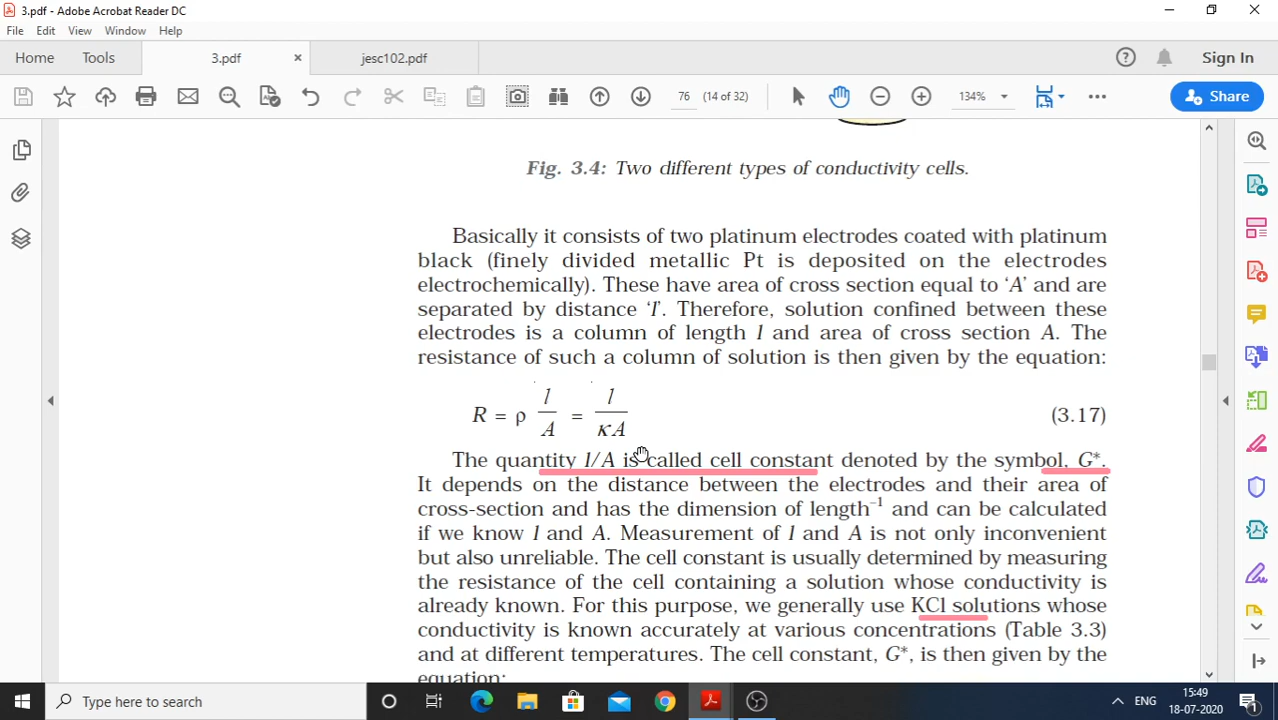 3.pdf - Adobe Acrobat Reader DC
File Edit View Window Help
Home Tools 3.pdf × jesc102.pdf ? Sign In
76 (14 of 32) 134% Share
Fig. 3.4: Two different types of conductivity cells.
Basically it consists of two platinum electrodes coated with platinum
black (finely divided metallic Pt is deposited on the electrodes
electrochemically). These have area of cross section equal to ‘A’ and are
separated by distance ‘l’. Therefore, solution confined between these
electrodes is a column of length l and area of cross section A. The
resistance of such a column of solution is then given by the equation:
R = ρ l/A = l/κA (3.17)
The quantity l/A is called cell constant denoted by the symbol, G*.
It depends on the distance between the electrodes and their area of
cross-section and has the dimension of length⁻¹ and can be calculated
if we know l and A. Measurement of l and A is not only inconvenient
but also unreliable. The cell constant is usually determined by measuring
the resistance of the cell containing a solution whose conductivity is
already known. For this purpose, we generally use KCl solutions whose
conductivity is known accurately at various concentrations (Table 3.3)
and at different temperatures. The cell constant, G*, is then given by the
equation:
Type here to search
ENG 15:49
18-07-2020 1